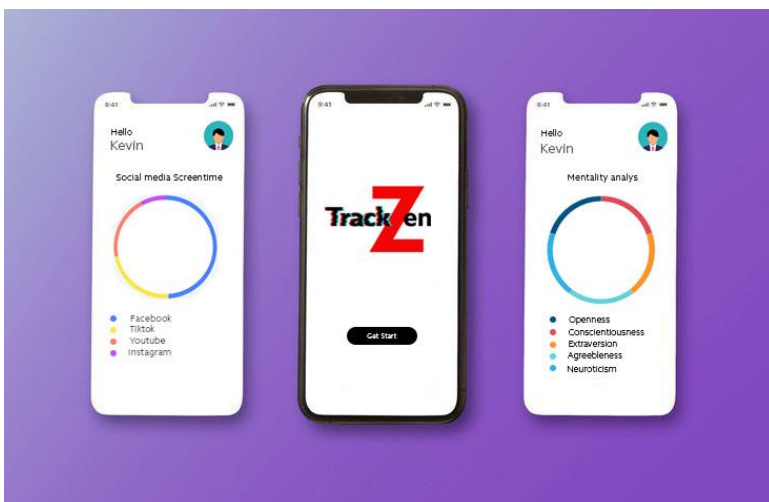 9:41
Hello
Kevin
Social media Screentime
Facebook
Tiktok
Youtube
Instagram
9:41
TrackZen
Get Start
9:41
Hello
Kevin
Mentality analys
Openness
Conscientiousness
Extraversion
Agreebleness
Neuroticism